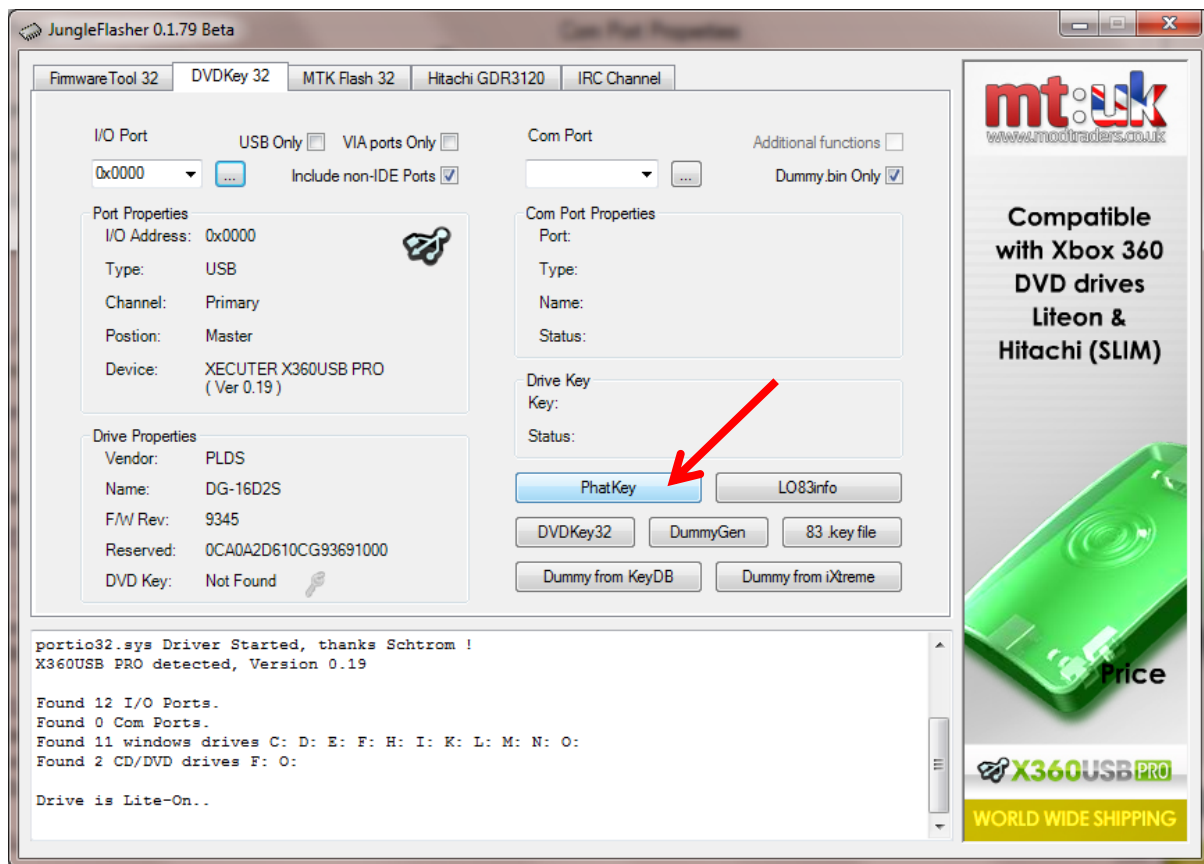 JungleFlasher 0.1.79 Beta
Com Port Properties
FirmwareTool 32 DVDKey 32 MTK Flash 32 Hitachi GDR3120 IRC Channel
I/O Port USB Only VIA ports Only
0x0000 ... Include non-IDE Ports
Com Port Additional functions
... Dummy.bin Only
Port Properties
I/O Address: 0x0000
Type: USB
Channel: Primary
Postion: Master
Device: XECUTER X360USB PRO
( Ver 0.19 )
Com Port Properties
Port:
Type:
Name:
Status:
Drive Key
Key:
Status:
Drive Properties
Vendor: PLDS
Name: DG-16D2S
F/W Rev: 9345
Reserved: 0CA0A2D610CG93691000
DVD Key: Not Found
PhatKey LO83info
DVDKey32 DummyGen 83 .key file
Dummy from KeyDB Dummy from iXtreme
portio32.sys Driver Started, thanks Schtrom !
X360USB PRO detected, Version 0.19
Found 12 I/O Ports.
Found 0 Com Ports.
Found 11 windows drives C: D: E: F: H: I: K: L: M: N: O:
Found 2 CD/DVD drives F: O:
Drive is Lite-On..
mt:uk
www.modtraders.co.uk
Compatible
with Xbox 360
DVD drives
Liteon &
Hitachi (SLIM)
Price
X360USB PRO
WORLD WIDE SHIPPING